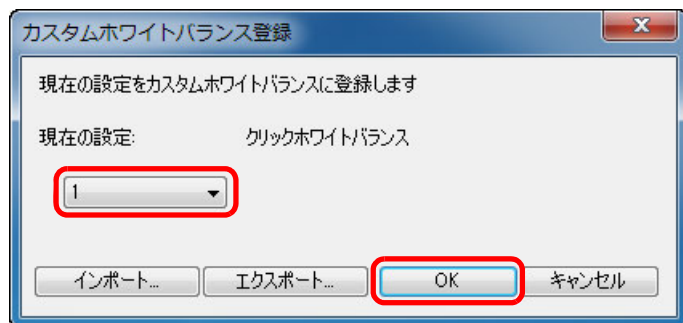 カスタムホワイトバランス登録
現在の設定をカスタムホワイトバランスに登録します
現在の設定: クリックホワイトバランス
1
インポート... エクスポート... OK キャンセル